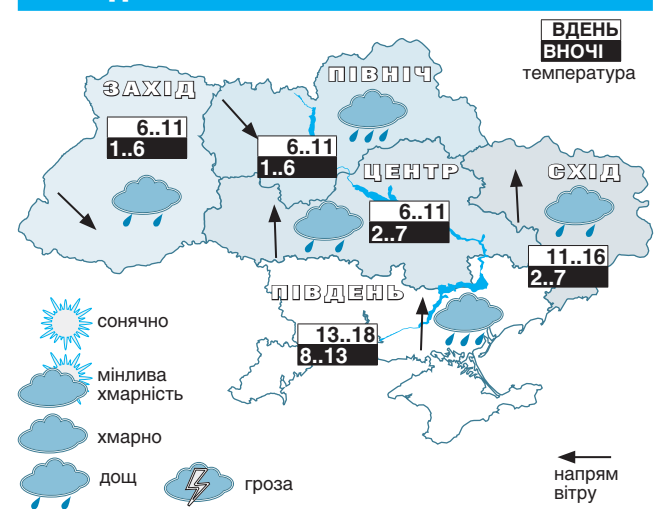 ВДЕНЬ
ВНОЧІ
температура
ПІВНІЧ
ЗАХІД
6..11
1..6
6..11
1..6
ЦЕНТР
СХІД
6..11
2..7
11..16
2..7
ПІВДЕНЬ
13..18
8..13
сонячно
мінлива
хмарність
хмарно
дощ
гроза
напрям
вітру